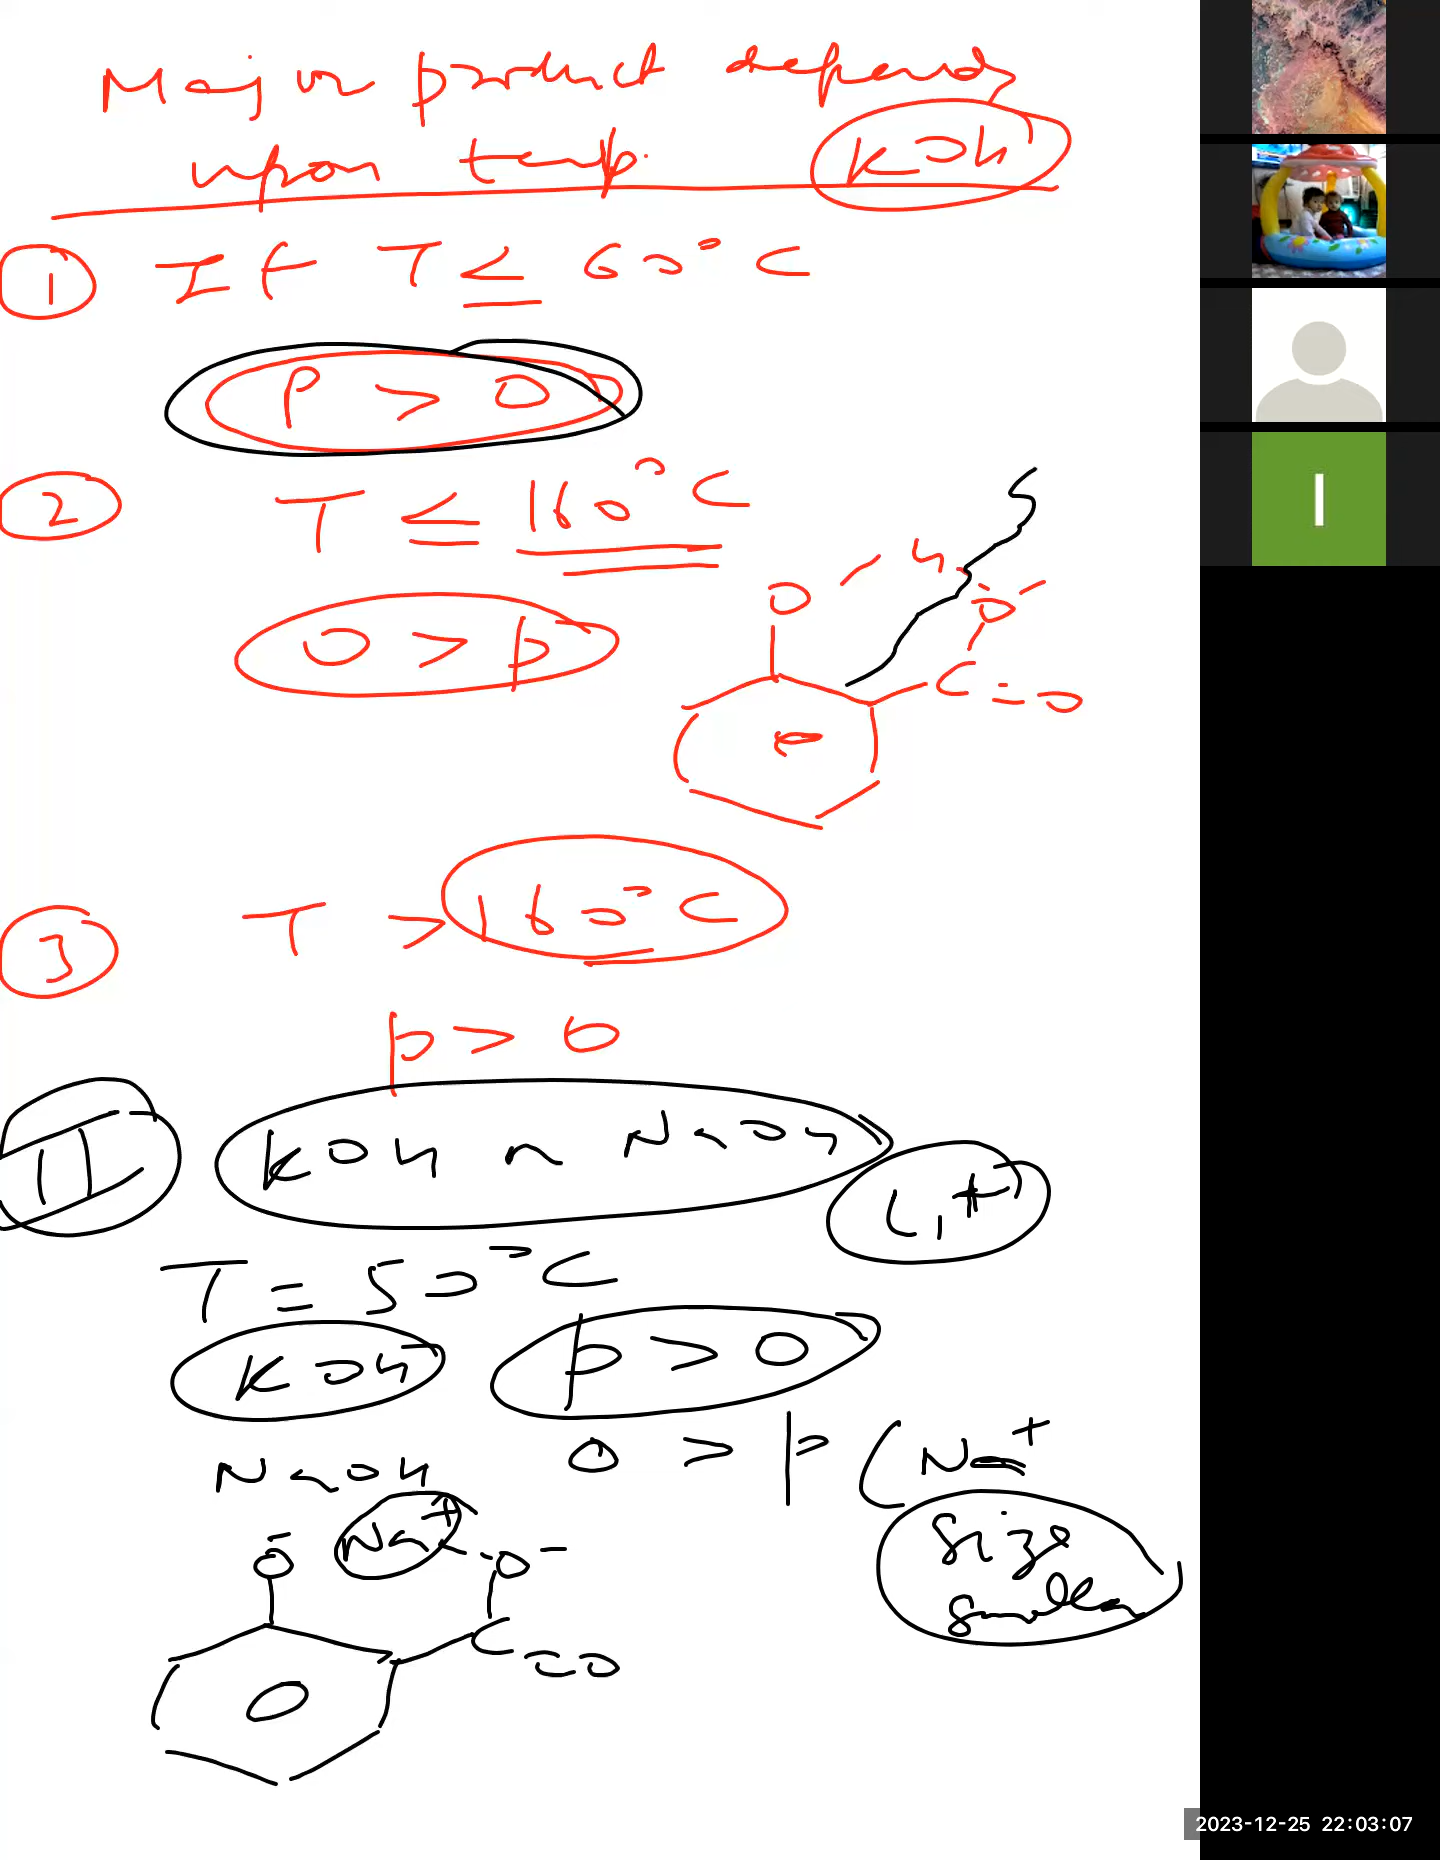 Major product depends
upon temp. KOH
① If T ≤ 60°C
P > O
② T ≤ 160°C
O > p
O - H - - O -
C = O
③ T > 160°C
p > o
II KOH n NaOH Li+
T = 50°C
KOH p > O
NaOH O > P (Na+
size
smaller
O- Na+ - - O-
C = O
I
2023-12-25 22:03:07